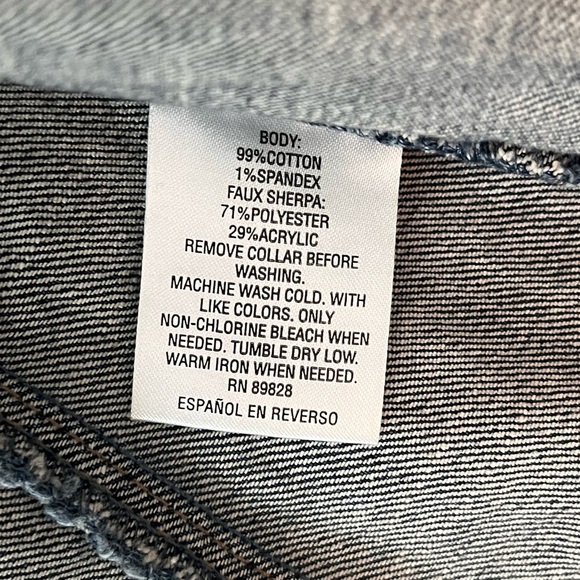 BODY:
99%COTTON
1%SPANDEX
FAUX SHERPA:
71%POLYESTER
29%ACRYLIC
REMOVE COLLAR BEFORE
WASHING.
MACHINE WASH COLD. WITH
LIKE COLORS. ONLY
NON-CHLORINE BLEACH WHEN
NEEDED. TUMBLE DRY LOW.
WARM IRON WHEN NEEDED.
RN 89828
ESPAÑOL EN REVERSO